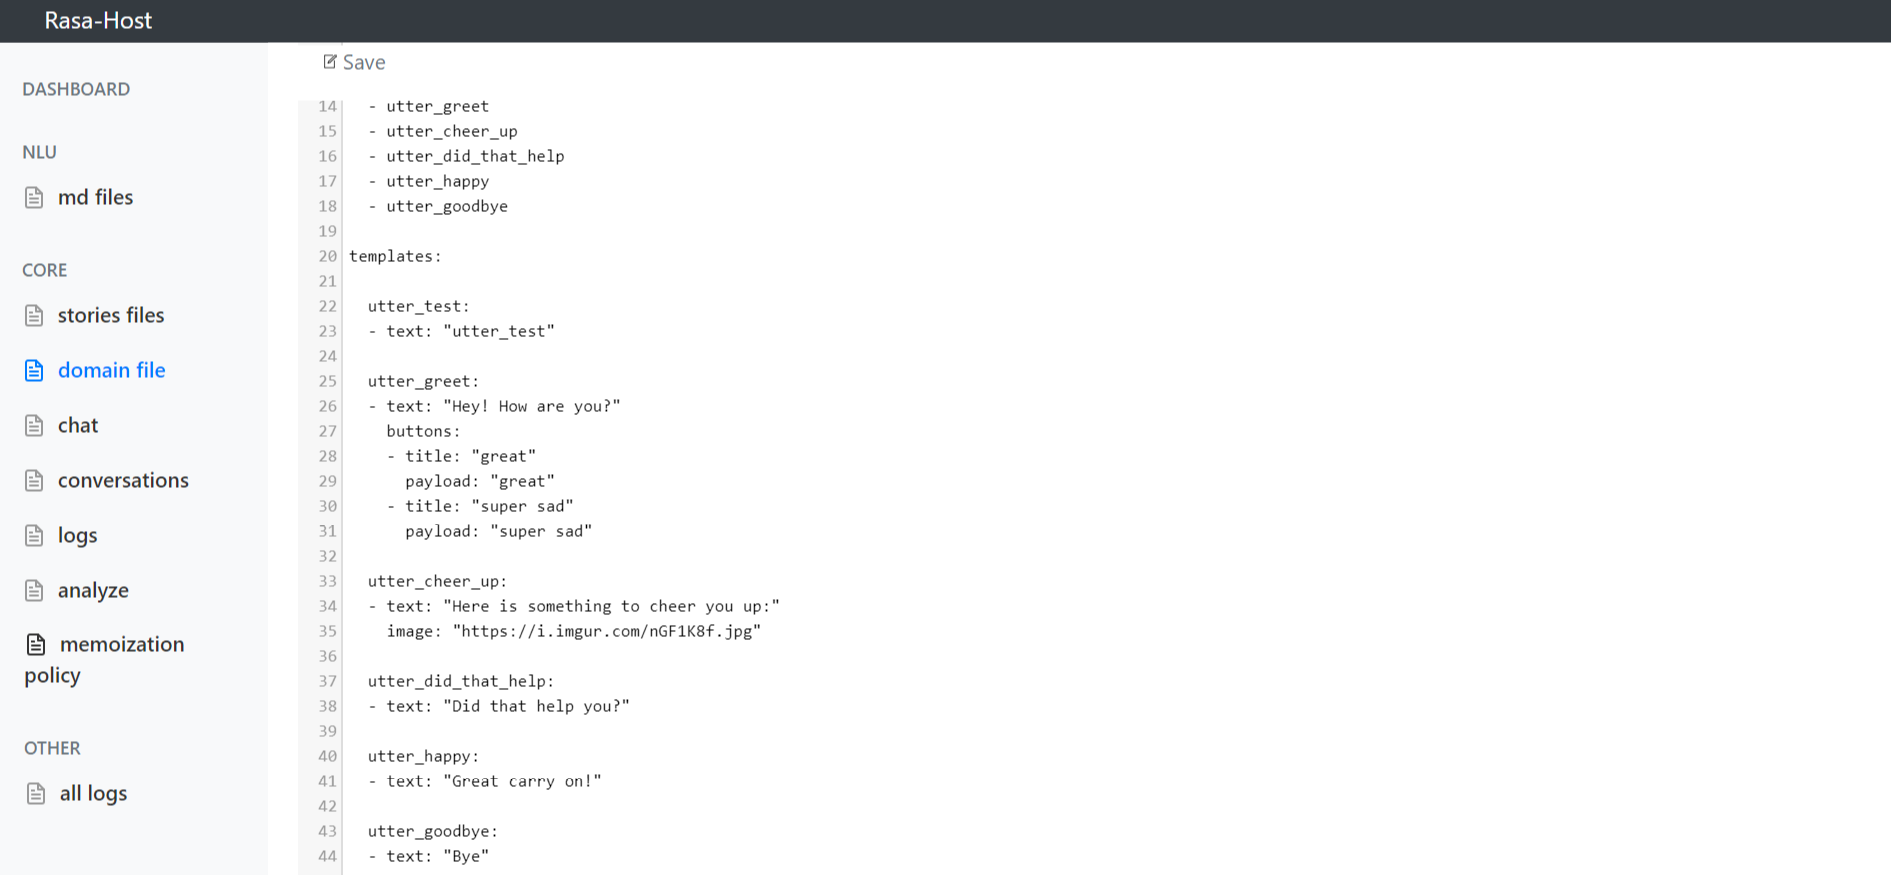 Rasa-Host
DASHBOARD
NLU
md files
CORE
stories files
domain file
chat
conversations
logs
analyze
memoization
policy
OTHER
all logs
Save
14   - utter_greet
15   - utter_cheer_up
16   - utter_did_that_help
17   - utter_happy
18   - utter_goodbye
19
20 templates:
21
22   utter_test:
23   - text: "utter_test"
24
25   utter_greet:
26   - text: "Hey! How are you?"
27     buttons:
28     - title: "great"
29       payload: "great"
30     - title: "super sad"
31       payload: "super sad"
32
33   utter_cheer_up:
34   - text: "Here is something to cheer you up:"
35     image: "https://i.imgur.com/nGF1K8f.jpg"
36
37   utter_did_that_help:
38   - text: "Did that help you?"
39
40   utter_happy:
41   - text: "Great carry on!"
42
43   utter_goodbye:
44   - text: "Bye"